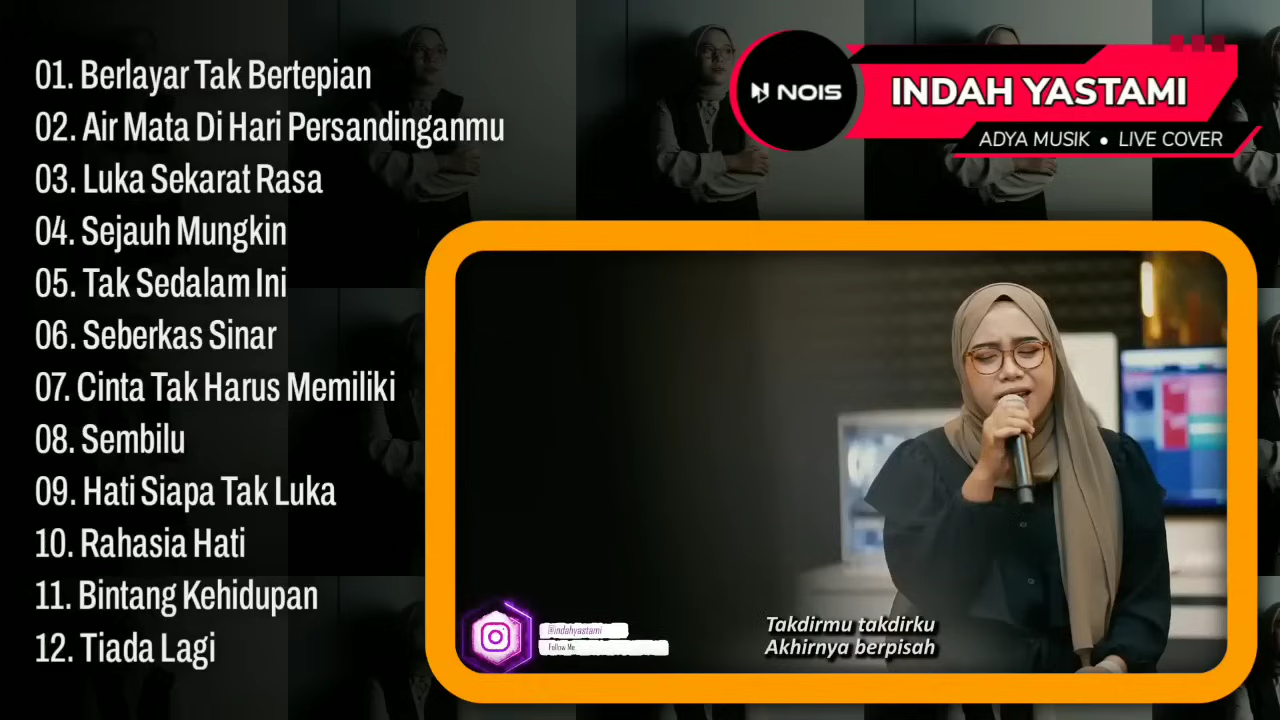 01. Berlayar Tak Bertepian
02. Air Mata Di Hari Persandinganmu
03. Luka Sekarat Rasa
04. Sejauh Mungkin
05. Tak Sedalam Ini
06. Seberkas Sinar
07. Cinta Tak Harus Memiliki
08. Sembilu
09. Hati Siapa Tak Luka
10. Rahasia Hati
11. Bintang Kehidupan
12. Tiada Lagi
NOIS
INDAH YASTAMI
ADYA MUSIK • LIVE COVER
@indahyastami
Follow Me
Takdirmu takdirku
Akhirnya berpisah